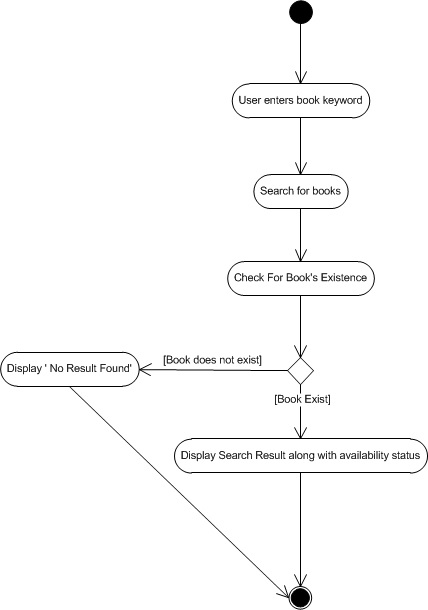 User enters book keyword
Search for books
Check For Book's Existence
[Book does not exist]
Display ' No Result Found'
[Book Exist]
Display Search Result along with availability status